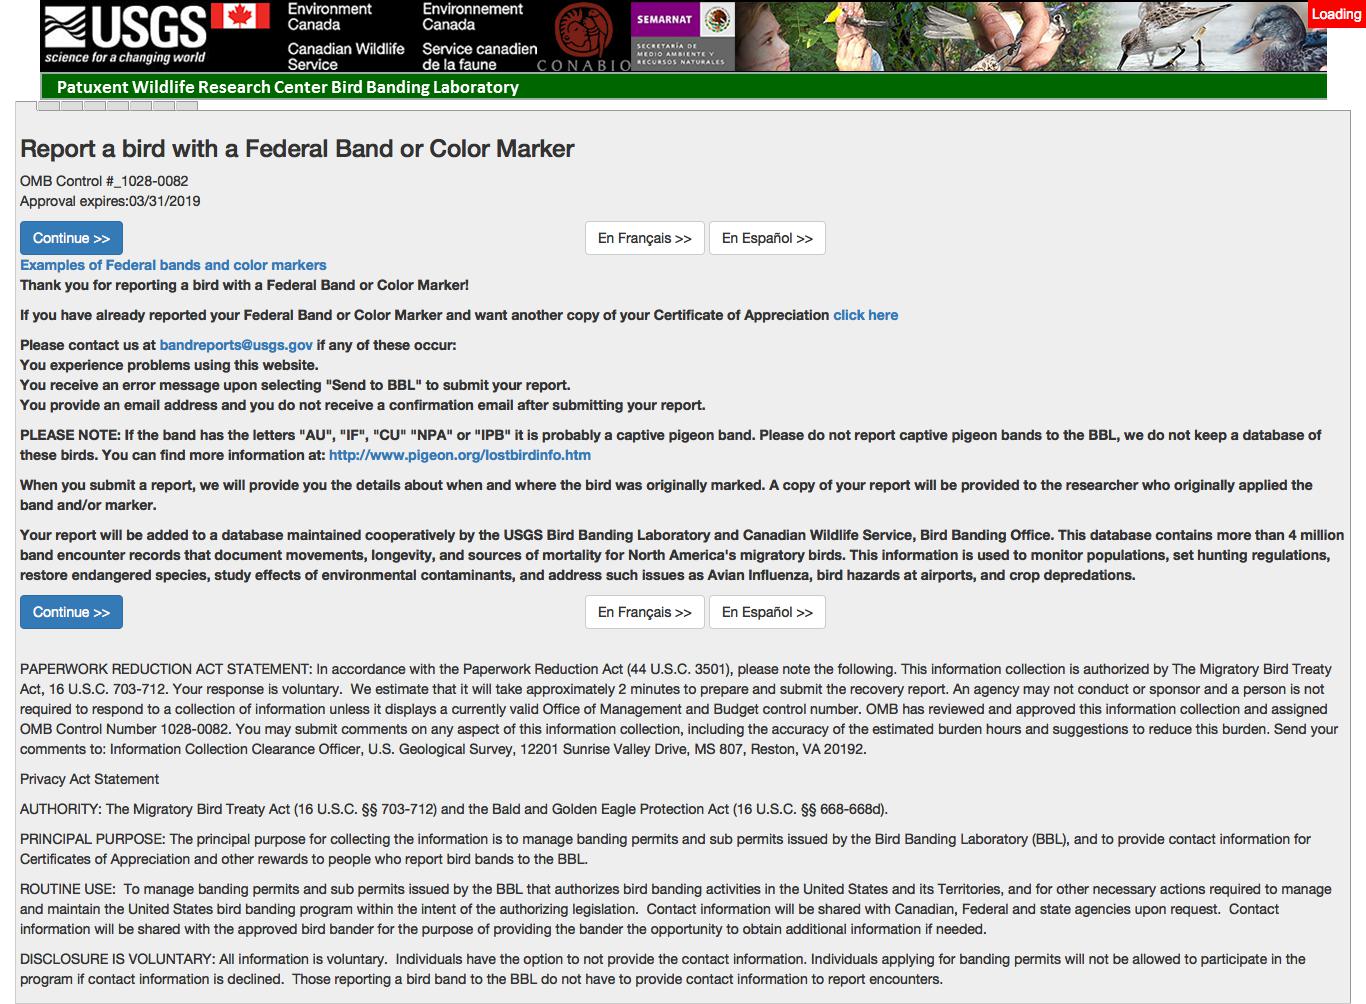 USGS
science for a changing world
Environment
Canada
Canadian Wildlife
Service
Environnement
Canada
Service canadien
de la faune
CONABIO
SEMARNAT
SECRETARÍA DE
MEDIO AMBIENTE Y
RECURSOS NATURALES
Loading
Patuxent Wildlife Research Center Bird Banding Laboratory
Report a bird with a Federal Band or Color Marker
OMB Control #_1028-0082
Approval expires:03/31/2019
Continue >> En Français >> En Español >>
Examples of Federal bands and color markers
Thank you for reporting a bird with a Federal Band or Color Marker!
If you have already reported your Federal Band or Color Marker and want another copy of your Certificate of Appreciation click here
Please contact us at bandreports@usgs.gov if any of these occur:
You experience problems using this website.
You receive an error message upon selecting "Send to BBL" to submit your report.
You provide an email address and you do not receive a confirmation email after submitting your report.
PLEASE NOTE: If the band has the letters "AU", "IF", "CU" "NPA" or "IPB" it is probably a captive pigeon band. Please do not report captive pigeon bands to the BBL, we do not keep a database of
these birds. You can find more information at: http://www.pigeon.org/lostbirdinfo.htm
When you submit a report, we will provide you the details about when and where the bird was originally marked. A copy of your report will be provided to the researcher who originally applied the
band and/or marker.
Your report will be added to a database maintained cooperatively by the USGS Bird Banding Laboratory and Canadian Wildlife Service, Bird Banding Office. This database contains more than 4 million
band encounter records that document movements, longevity, and sources of mortality for North America's migratory birds. This information is used to monitor populations, set hunting regulations,
restore endangered species, study effects of environmental contaminants, and address such issues as Avian Influenza, bird hazards at airports, and crop depredations.
Continue >> En Français >> En Español >>
PAPERWORK REDUCTION ACT STATEMENT: In accordance with the Paperwork Reduction Act (44 U.S.C. 3501), please note the following. This information collection is authorized by The Migratory Bird Treaty
Act, 16 U.S.C. 703-712. Your response is voluntary. We estimate that it will take approximately 2 minutes to prepare and submit the recovery report. An agency may not conduct or sponsor and a person is not
required to respond to a collection of information unless it displays a currently valid Office of Management and Budget control number. OMB has reviewed and approved this information collection and assigned
OMB Control Number 1028-0082. You may submit comments on any aspect of this information collection, including the accuracy of the estimated burden hours and suggestions to reduce this burden. Send your
comments to: Information Collection Clearance Officer, U.S. Geological Survey, 12201 Sunrise Valley Drive, MS 807, Reston, VA 20192.
Privacy Act Statement
AUTHORITY: The Migratory Bird Treaty Act (16 U.S.C. §§ 703-712) and the Bald and Golden Eagle Protection Act (16 U.S.C. §§ 668-668d).
PRINCIPAL PURPOSE: The principal purpose for collecting the information is to manage banding permits and sub permits issued by the Bird Banding Laboratory (BBL), and to provide contact information for
Certificates of Appreciation and other rewards to people who report bird bands to the BBL.
ROUTINE USE: To manage banding permits and sub permits issued by the BBL that authorizes bird banding activities in the United States and its Territories, and for other necessary actions required to manage
and maintain the United States bird banding program within the intent of the authorizing legislation. Contact information will be shared with Canadian, Federal and state agencies upon request. Contact
information will be shared with the approved bird bander for the purpose of providing the bander the opportunity to obtain additional information if needed.
DISCLOSURE IS VOLUNTARY: All information is voluntary. Individuals have the option to not provide the contact information. Individuals applying for banding permits will not be allowed to participate in the
program if contact information is declined. Those reporting a bird band to the BBL do not have to provide contact information to report encounters.